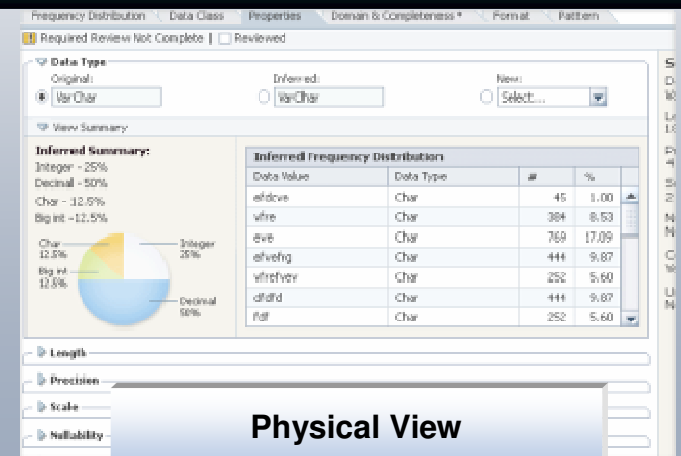 Frequency Distribution Data Class Properties Domain & Completeness * Format Pattern
Required Review Not Complete | Reviewed
Data Type
Original: Inferred: New:
VarChar VarChar Select....
View Summary
Inferred Summary:
Integer - 25%
Decimal - 50%
Char - 12.5%
Big int -12.5%
Char
12.5%
Big int
12.5%
Integer
25%
Decimal
50%
Inferred Frequency Distribution
Data Value Data Type # %
Char 45 1.00
wfre Char 384 8.53
eve Char 769 17.09
efvefrg Char 444 9.87
wfrefvev Char 252 5.60
dfdfd Char 444 9.87
Char 252 5.60
Length
Precision
Scale
Nullability
Physical View